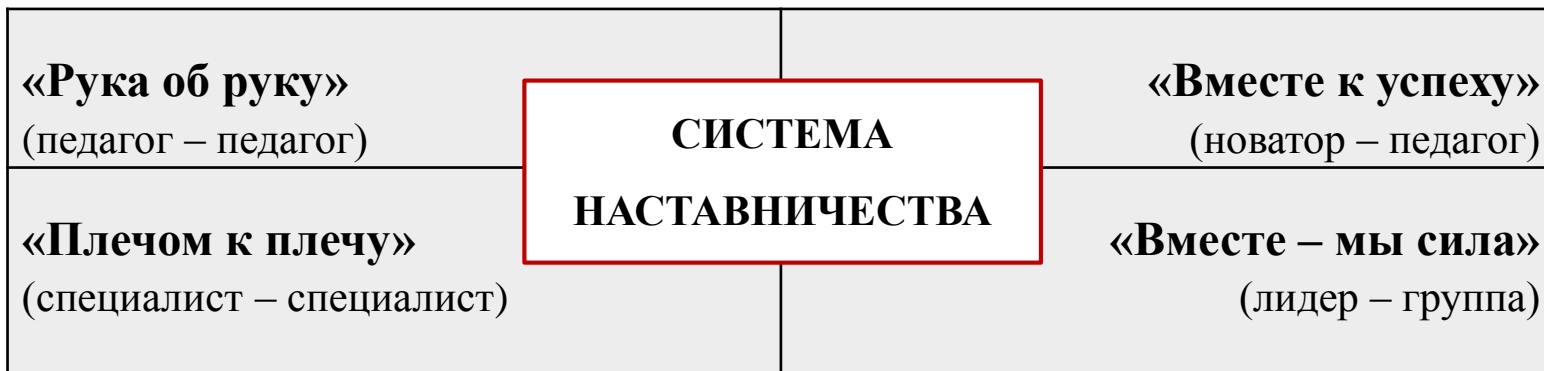 «Рука об руку»
(педагог – педагог)
«Вместе к успеху»
(новатор – педагог)
СИСТЕМА
НАСТАВНИЧЕСТВА
«Плечом к плечу»
(специалист – специалист)
«Вместе – мы сила»
(лидер – группа)